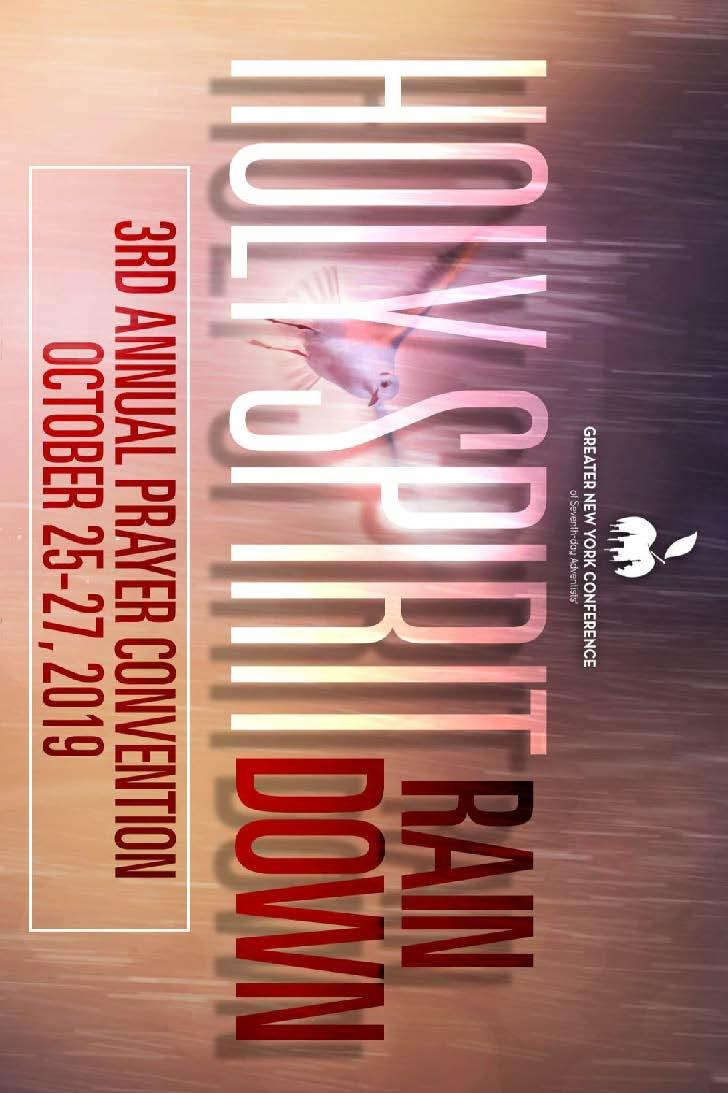 GREATER NEW YORK CONFERENCE
of Seventh-day Adventists®
HOLY SPIRIT RAIN DOWN
3RD ANNUAL PRAYER CONVENTION
OCTOBER 25-27, 2019